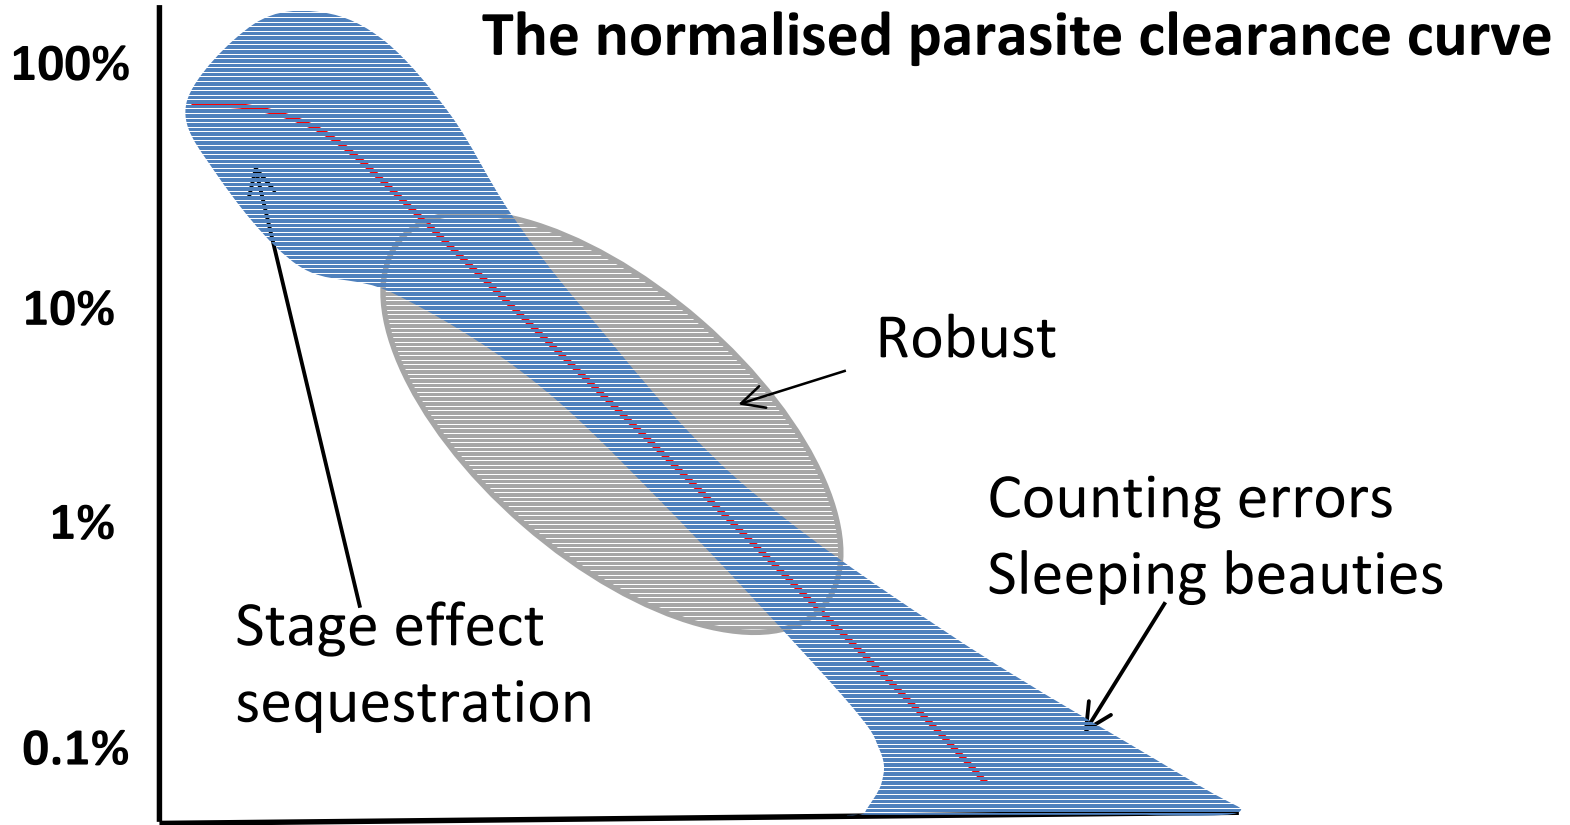 The normalised parasite clearance curve
100%
10%
Robust
1%
Counting errors
Sleeping beauties
Stage effect
sequestration
0.1%